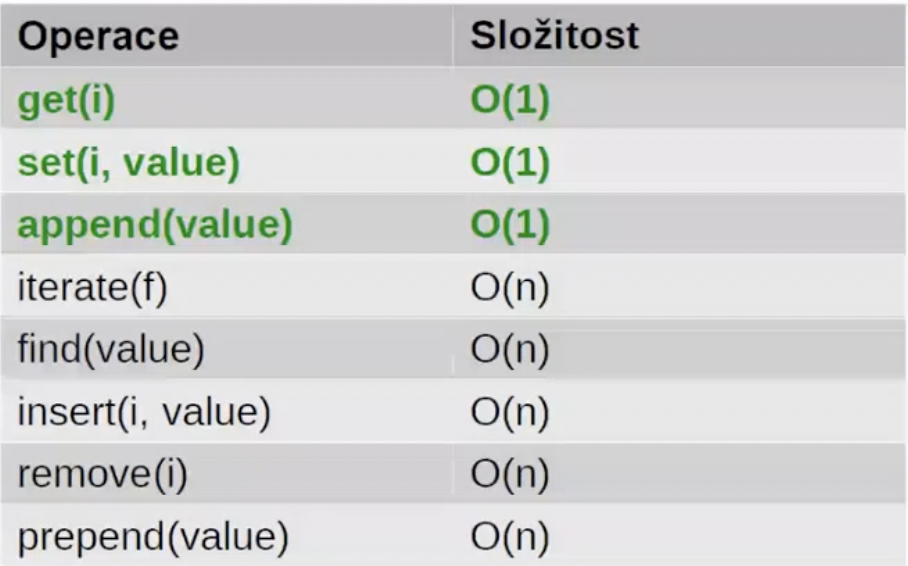 Operace Složitost
get(i) O(1)
set(i, value) O(1)
append(value) O(1)
iterate(f) O(n)
find(value) O(n)
insert(i, value) O(n)
remove(i) O(n)
prepend(value) O(n)